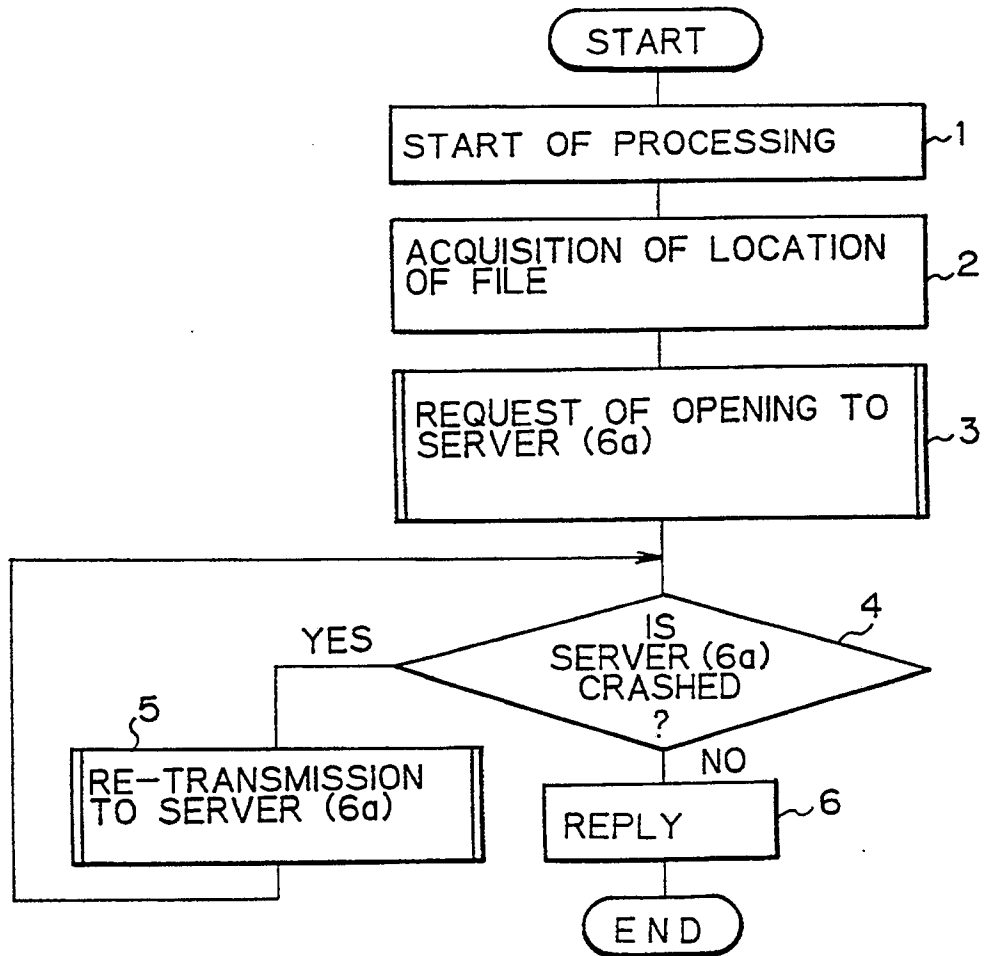 START
START OF PROCESSING
1
ACQUISITION OF LOCATION
OF FILE
2
REQUEST OF OPENING TO
SERVER (6a)
3
4
IS
SERVER (6a)
CRASHED
?
YES
NO
5
RE-TRANSMISSION
TO SERVER (6a)
REPLY
6
END